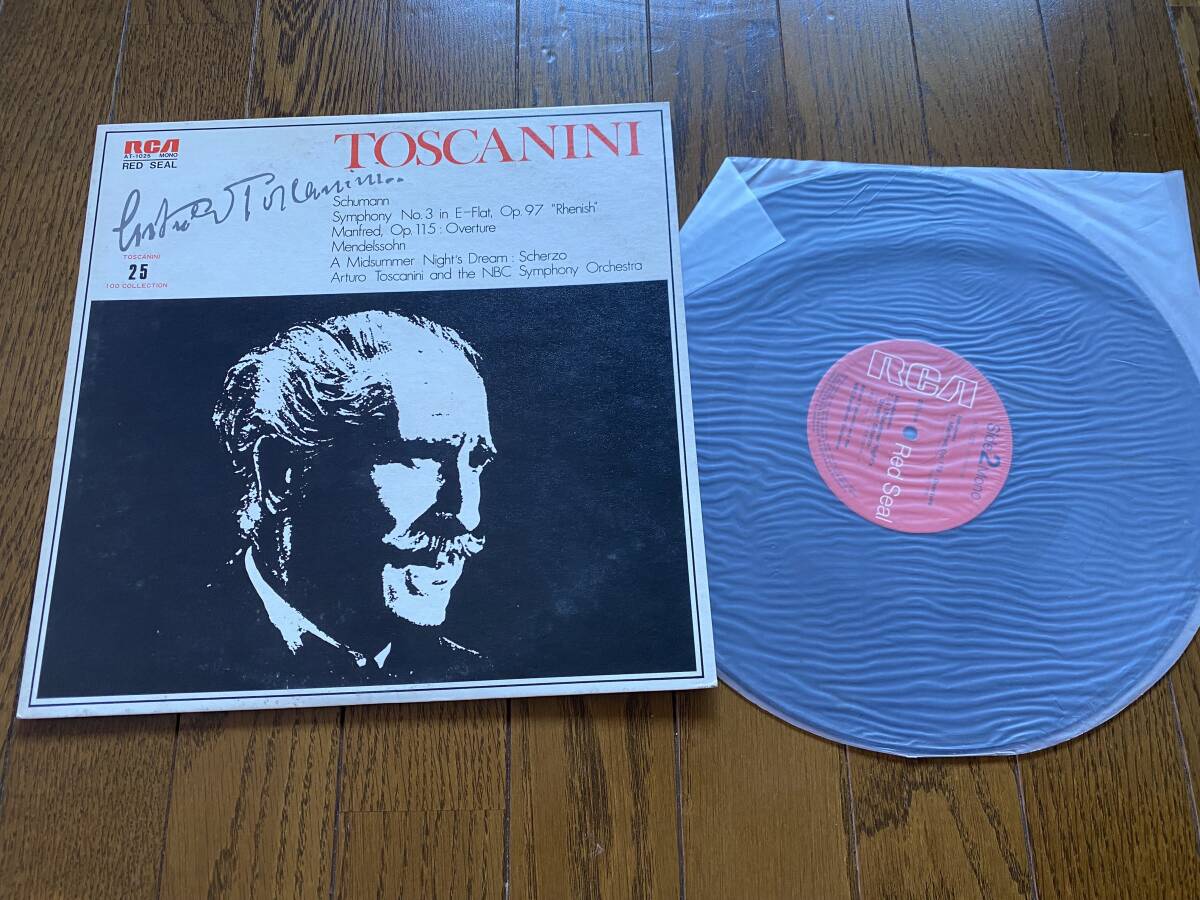 RCA
AT-1025 MONO
RED SEAL
TOSCANINI
Arturo Toscanini
Schumann
Symphony No.3 in E-Flat, Op.97 "Rhenish"
Manfred, Op.115 : Overture
Mendelssohn
A Midsummer Night's Dream : Scherzo
Arturo Toscanini and the NBC Symphony Orchestra
TOSCANINI
25
100 COLLECTION
RCA
Side 2 Mono
Red Seal